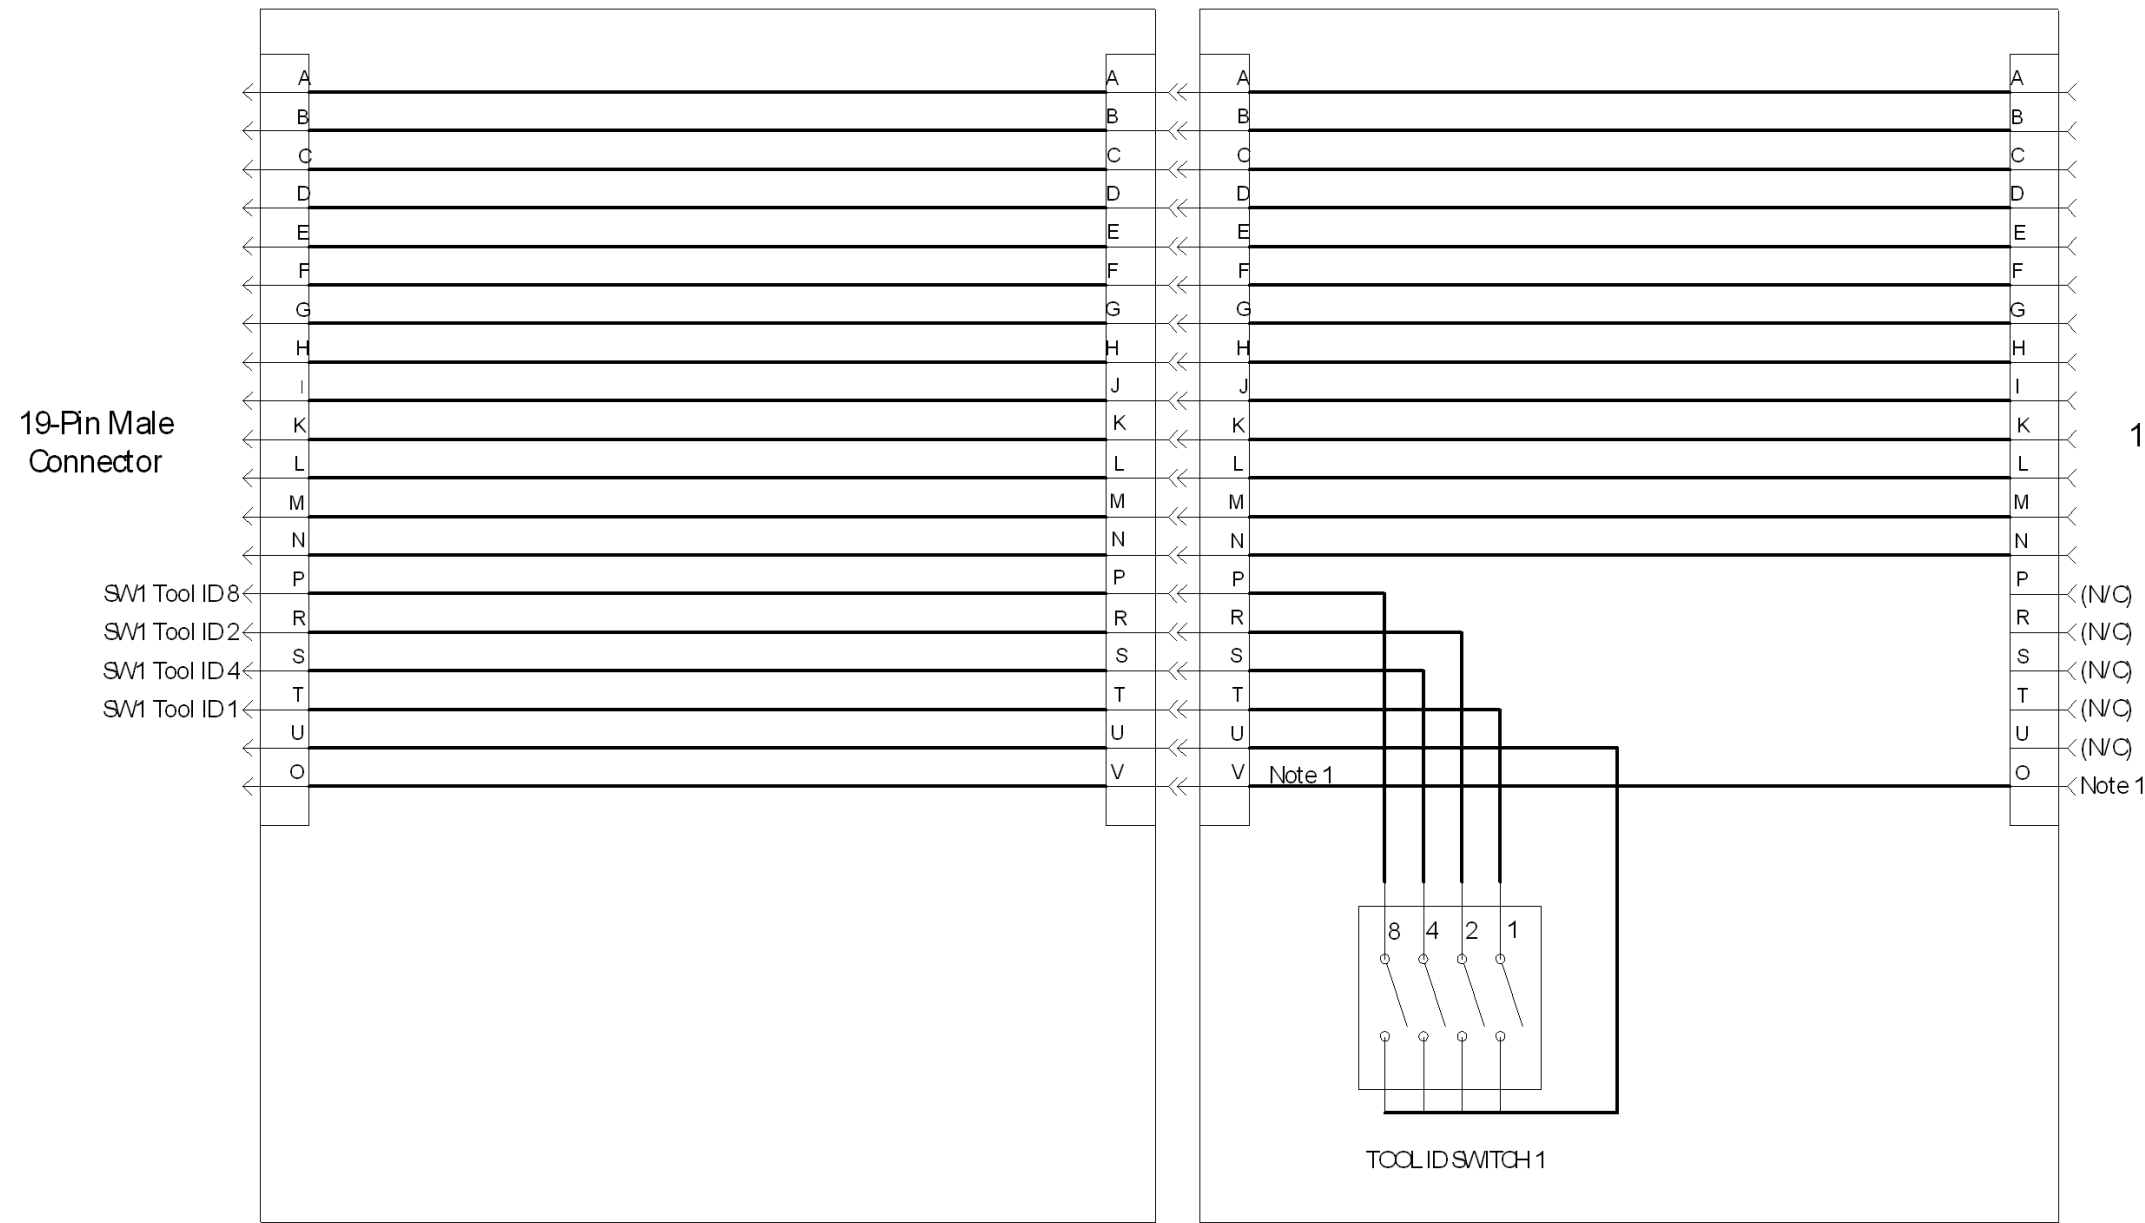 A A A A
B B B B
C C C C
D D D D
E E E E
F F F F
G G G G
H H H H
I J J I
19-Pin Male
Connector
K K K K
1
L L L L
M M M M
N N N N
SW1 Tool ID 8 P P P P (N/C)
SW1 Tool ID 2 R R R R (N/C)
SW1 Tool ID 4 S S S S (N/C)
SW1 Tool ID 1 T T T T (N/C)
U U U U (N/C)
O V V Note 1 O Note 1
8 4 2 1
TOOL ID SWITCH 1